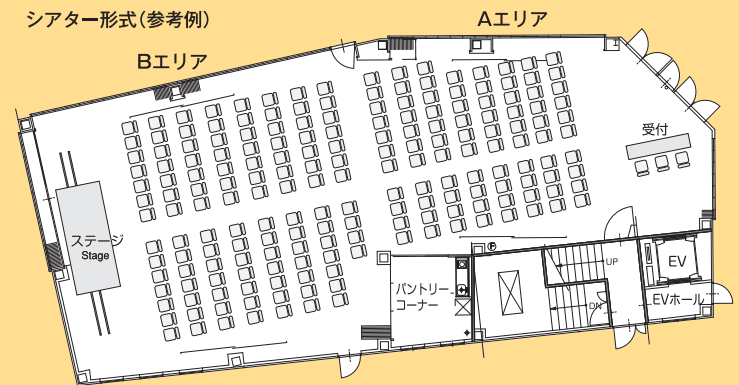 シアター形式(参考例)
Aエリア
Bエリア
受付
ステージ
Stage
パントリー
コーナー
UP
DN
EV
EVホール
F